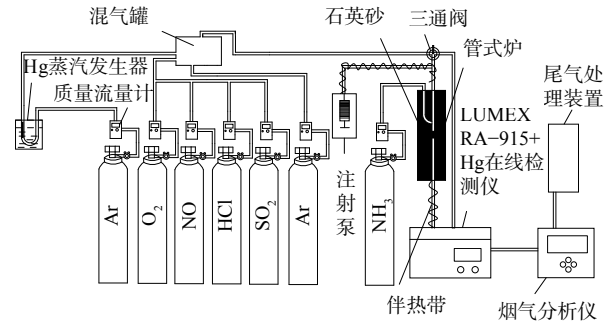 混气罐
石英砂
三通阀
Hg蒸汽发生器
管式炉
质量流量计
尾气处
理装置
LUMEX
RA-915+
Hg在线检
测仪
注
射
泵
Ar
O2
NO
HCl
SO2
Ar
NH3
伴热带
烟气分析仪